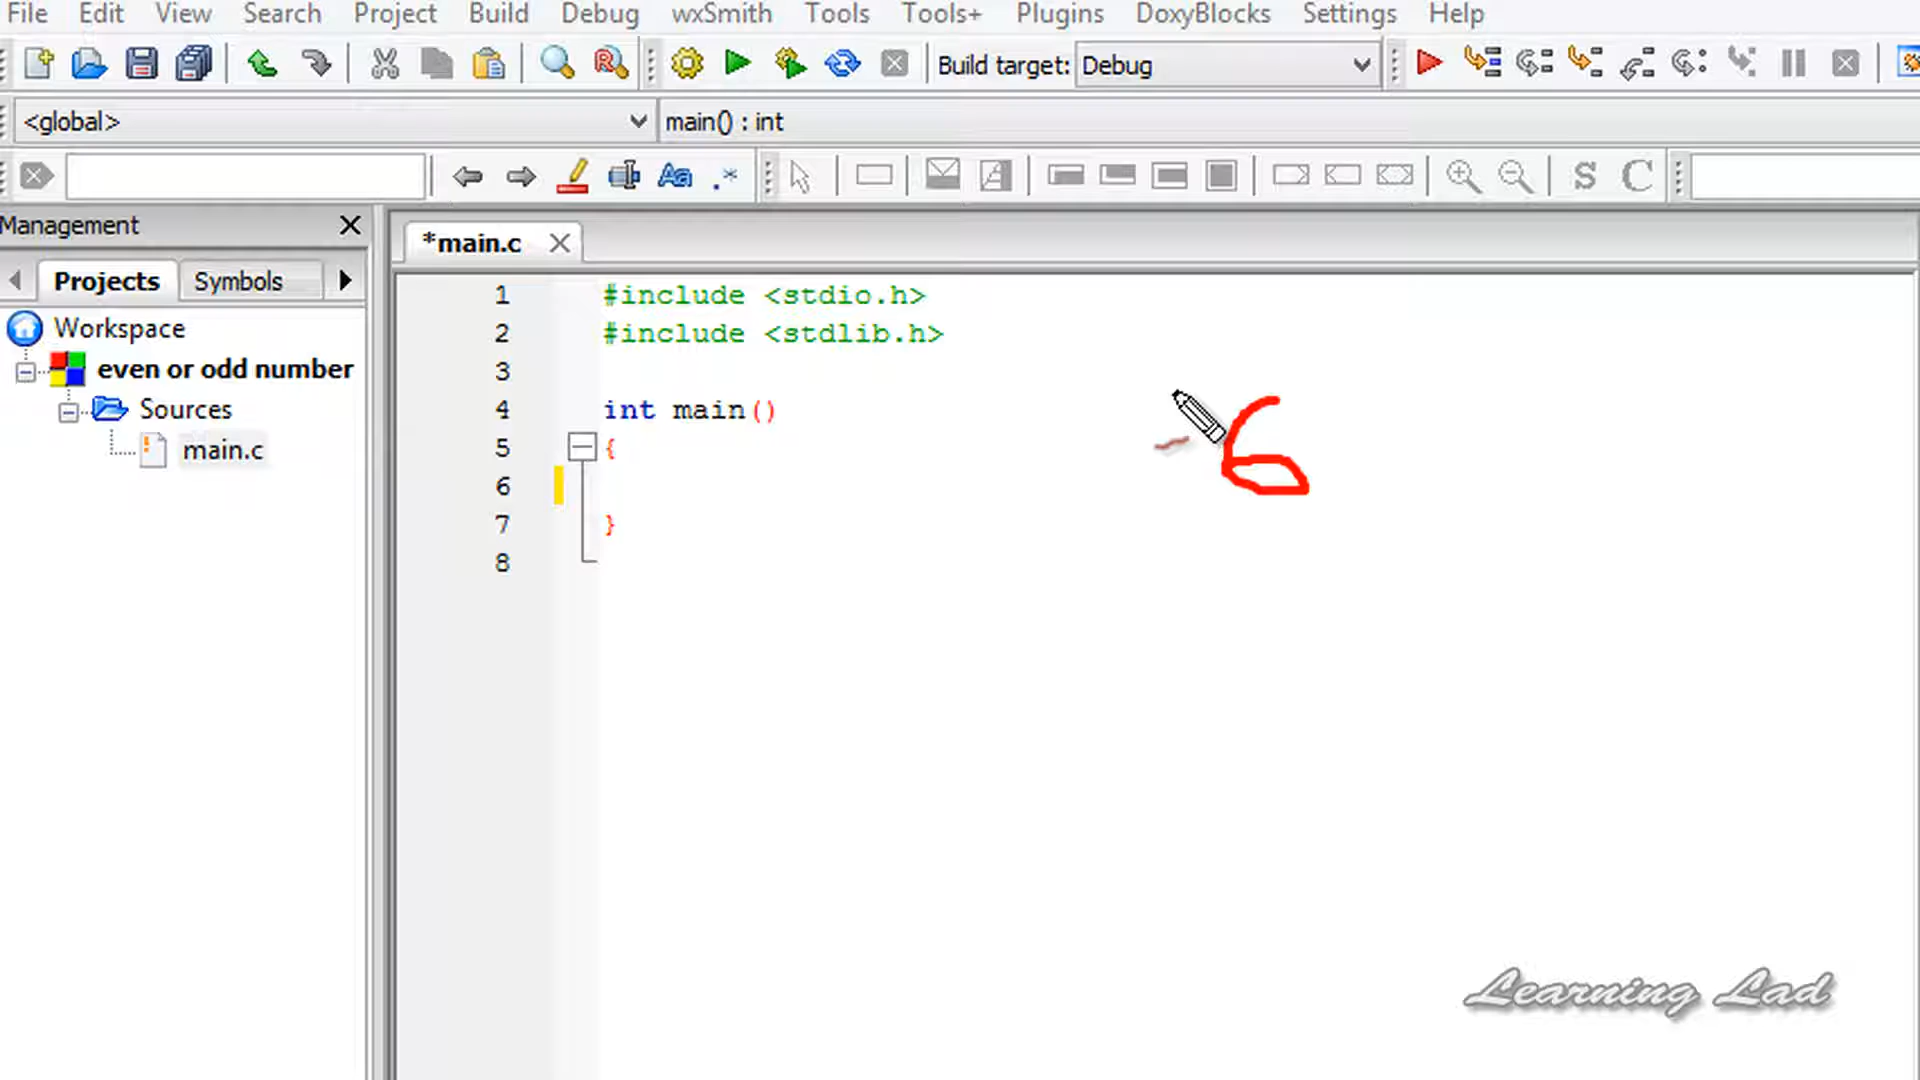 File Edit View Search Project Build Debug wxSmith Tools Tools+ Plugins DoxyBlocks Settings Help
Build target: Debug
<global> main() : int
Aa .* S C
Management
*main.c
Projects Symbols
Workspace
even or odd number
Sources
main.c
1 #include <stdio.h>
2 #include <stdlib.h>
3
4 int main()
5 {
6
7 }
8
6
Learning Lad